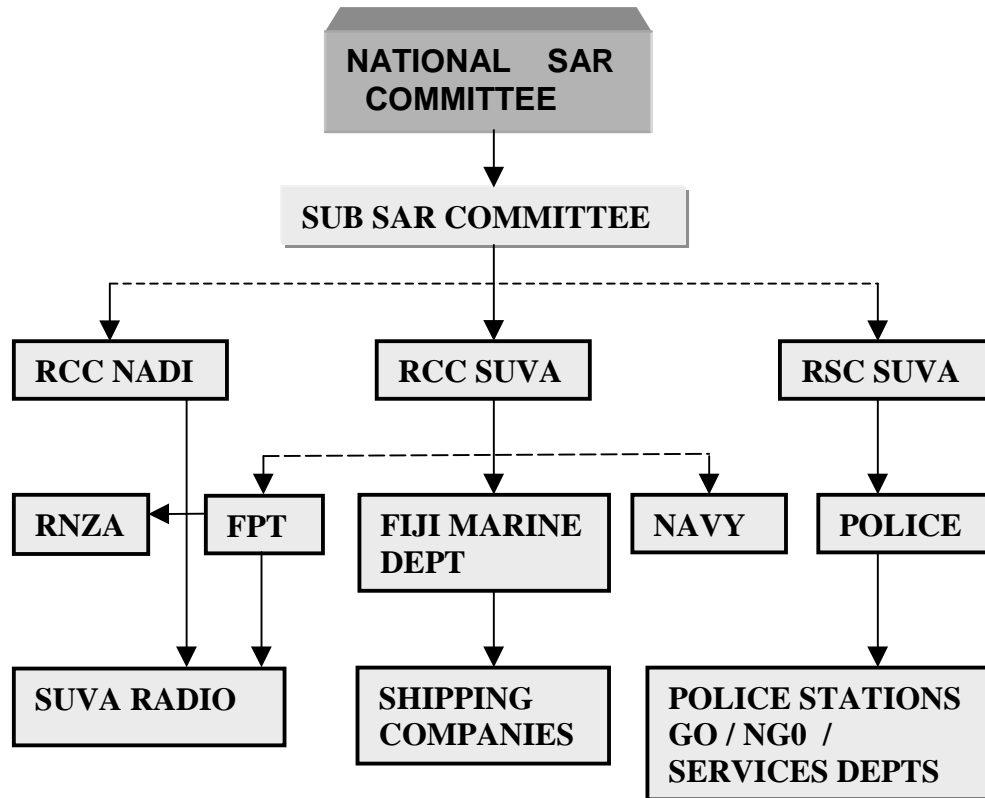 NATIONAL SAR
COMMITTEE
SUB SAR COMMITTEE
RCC NADI
RCC SUVA
RSC SUVA
RNZA
FPT
FIJI MARINE
DEPT
NAVY
POLICE
SUVA RADIO
SHIPPING
COMPANIES
POLICE STATIONS
GO / NG0 /
SERVICES DEPTS